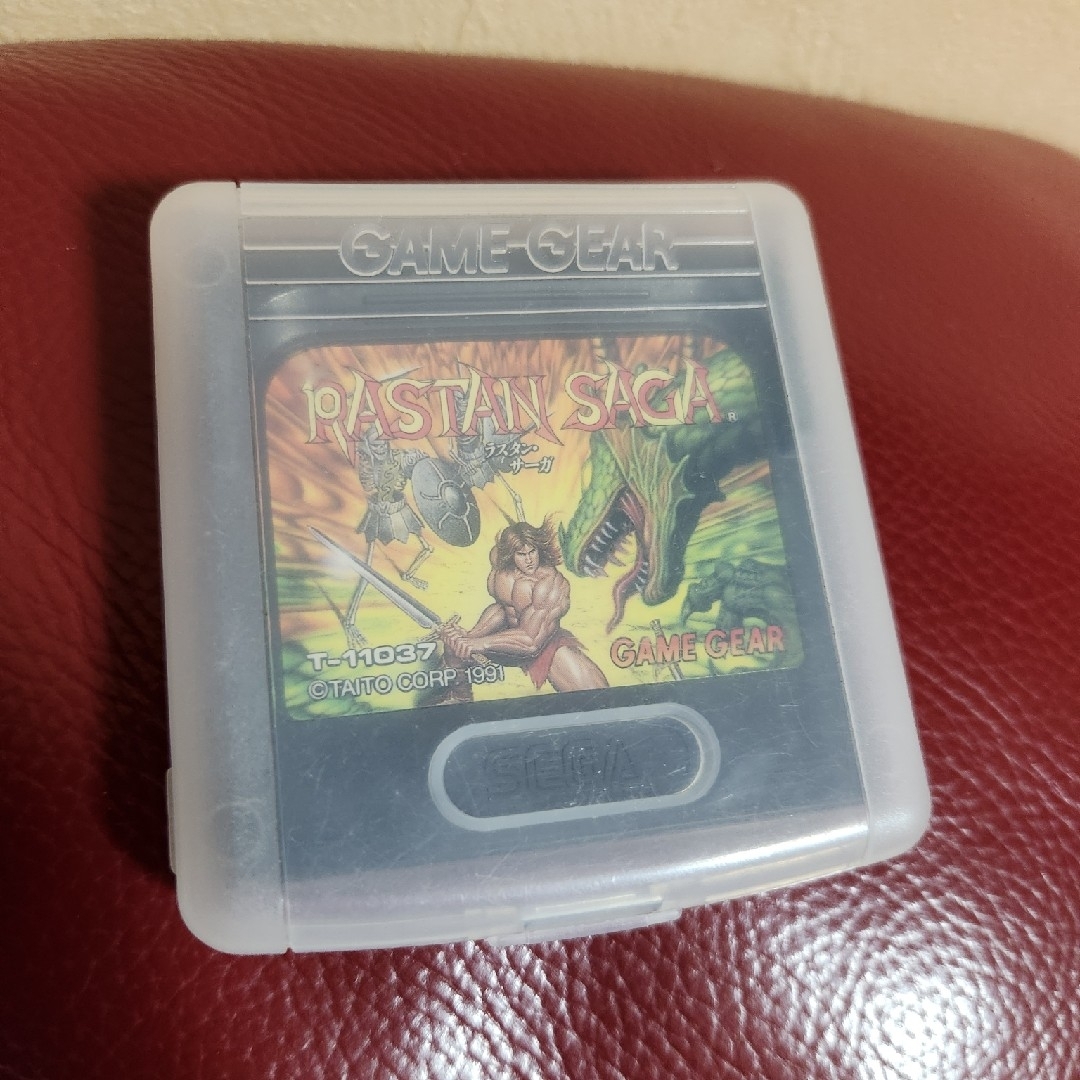 GAME GEAR
RASTAN SAGA®
ラスタン・
サーガ
T-11037
©TAITO CORP. 1991
GAME GEAR
SEGA